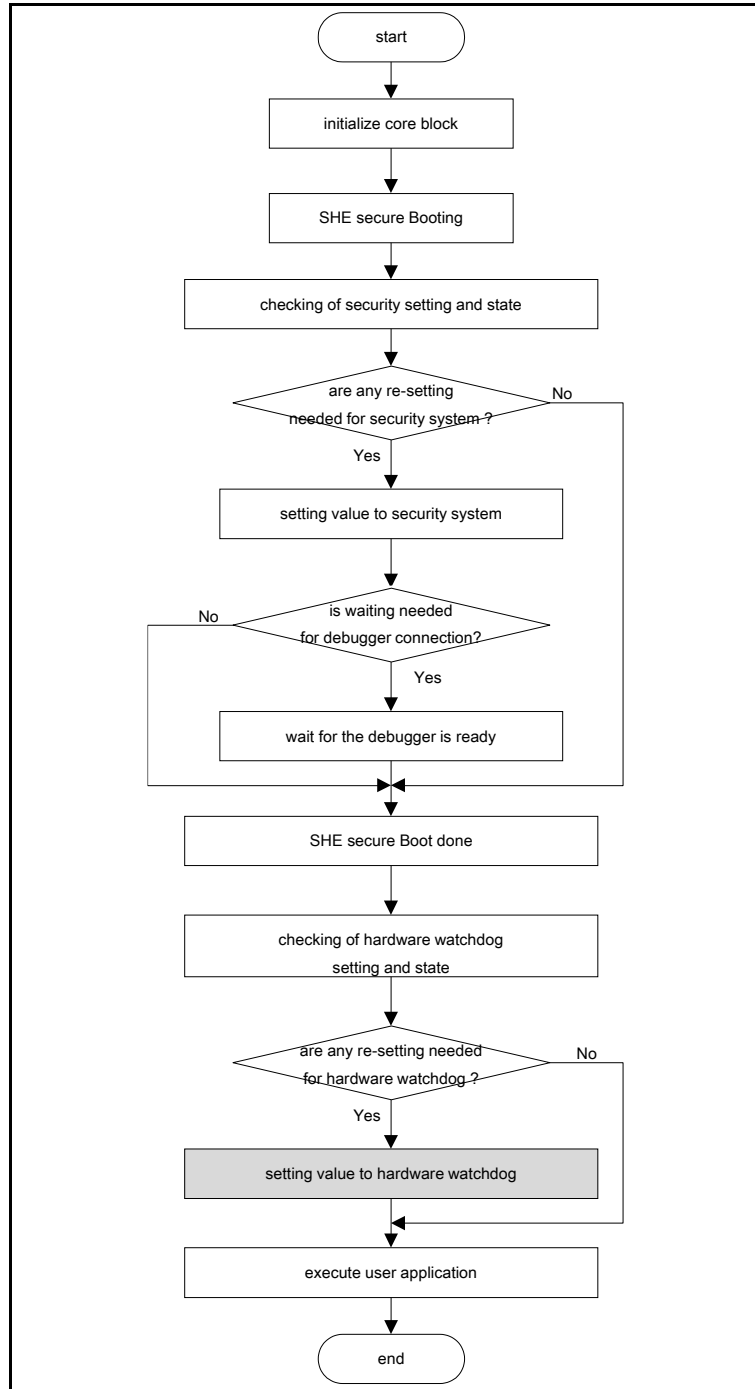 start
initialize core block
SHE secure Booting
checking of security setting and state
are any re-setting
needed for security system ?
No
Yes
setting value to security system
is waiting needed
for debugger connection?
No
Yes
wait for the debugger is ready
SHE secure Boot done
checking of hardware watchdog
setting and state
are any re-setting needed
for hardware watchdog ?
No
Yes
setting value to hardware watchdog
execute user application
end